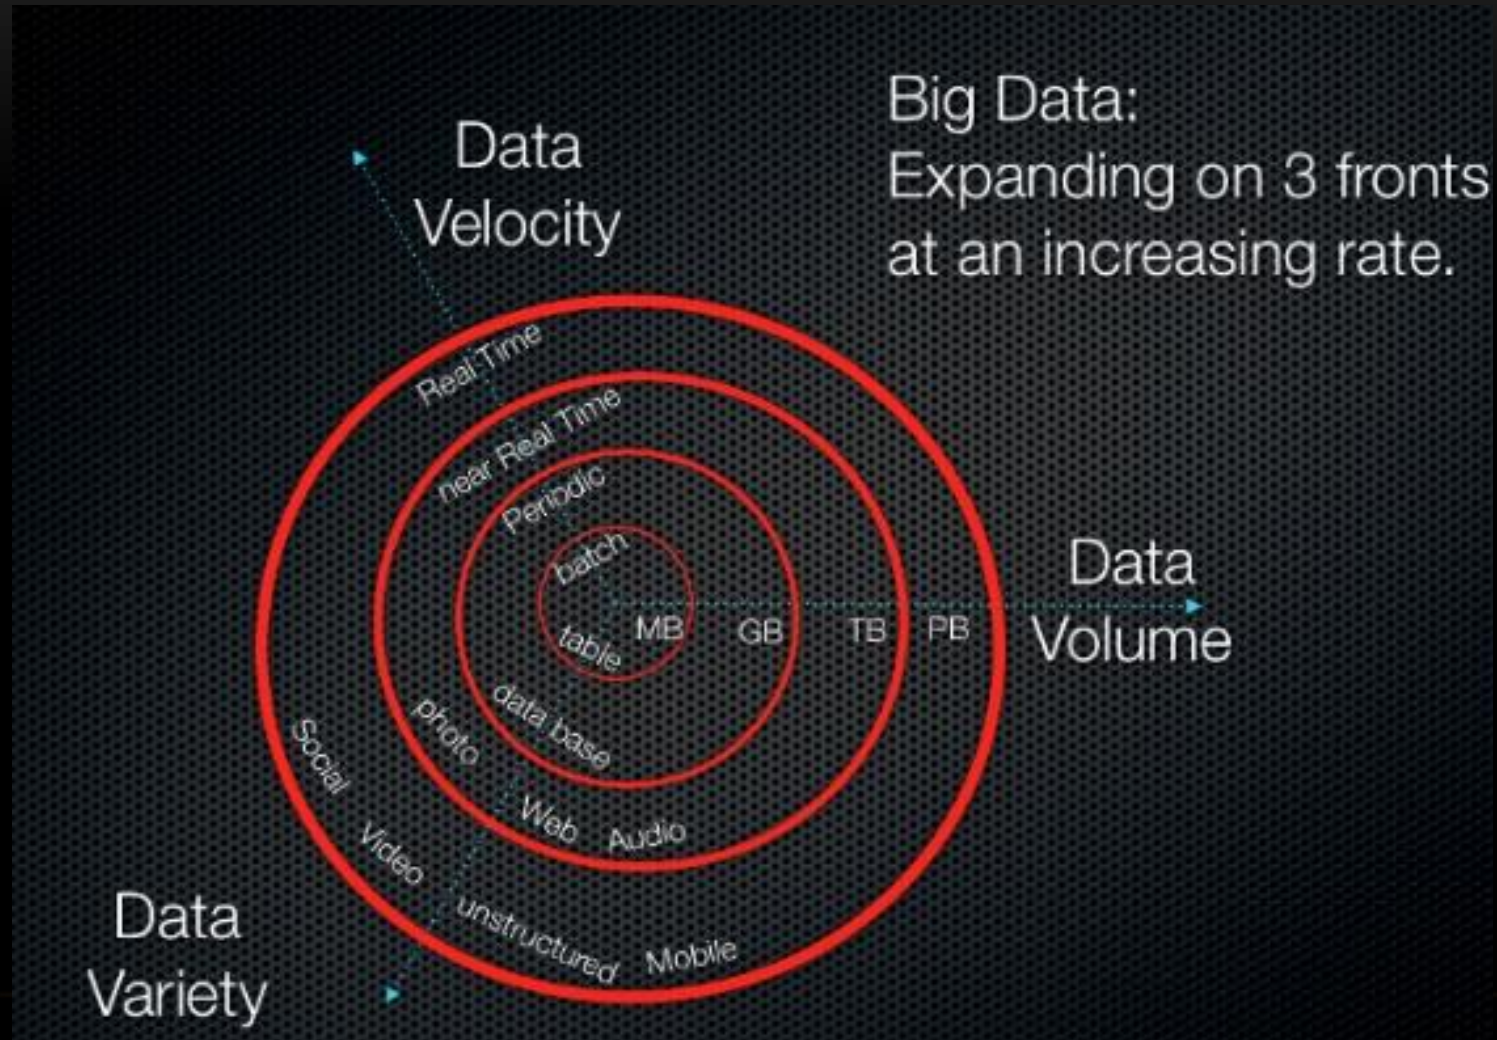 Big Data:
Expanding on 3 fronts
at an increasing rate.
Data
Velocity
Real Time
near Real Time
Periodic
batch
table
MB
GB
TB
PB
Data
Volume
data base
photo
Web
Audio
Social
Video
unstructured
Mobile
Data
Variety